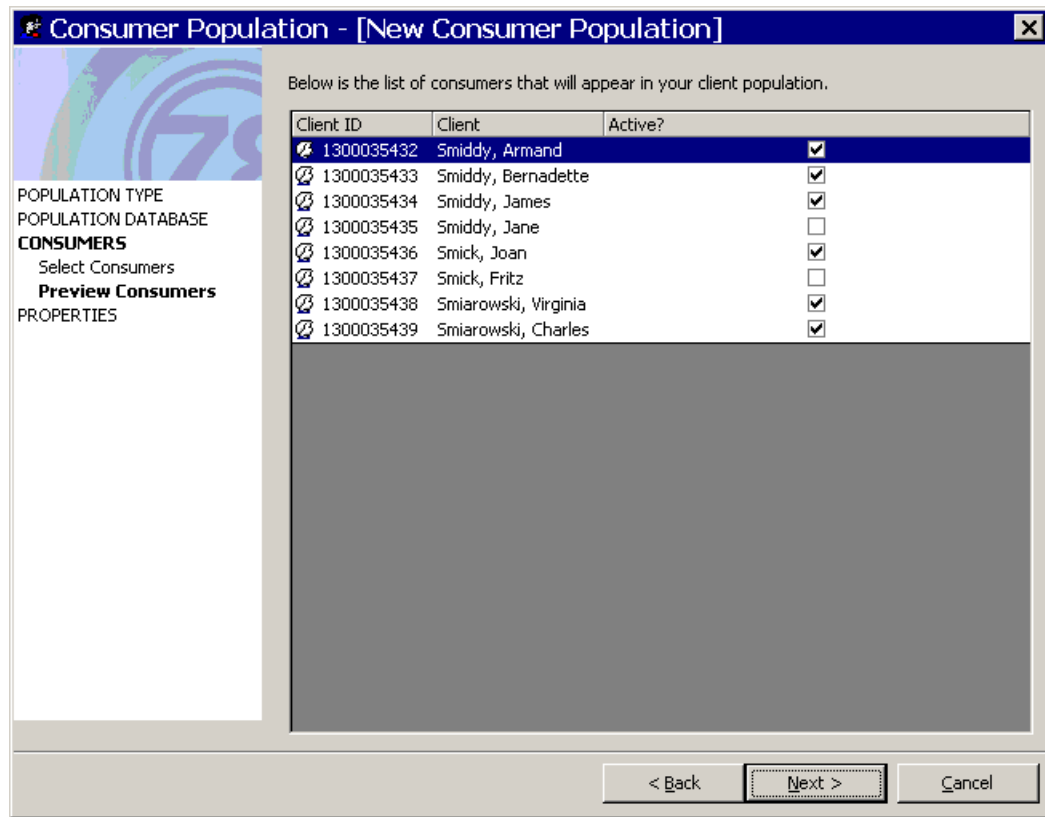 Consumer Population - [New Consumer Population]
78
Below is the list of consumers that will appear in your client population.
Client ID Client Active?
1300035432 Smiddy, Armand
1300035433 Smiddy, Bernadette
1300035434 Smiddy, James
1300035435 Smiddy, Jane
1300035436 Smick, Joan
1300035437 Smick, Fritz
1300035438 Smiarowski, Virginia
1300035439 Smiarowski, Charles
POPULATION TYPE
POPULATION DATABASE
CONSUMERS
Select Consumers
Preview Consumers
PROPERTIES
< Back Next > Cancel